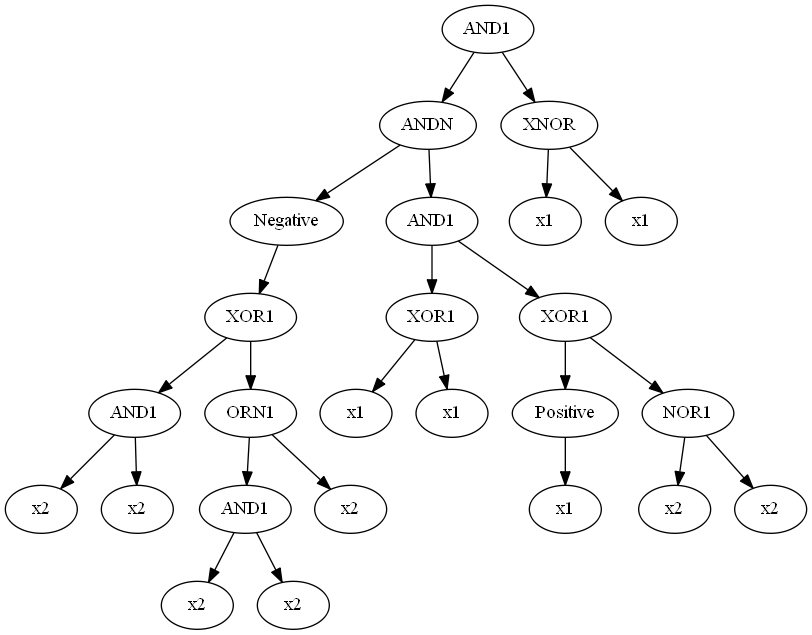 AND1
ANDN XNOR
Negative AND1 x1 x1
XOR1 XOR1 XOR1
AND1 ORN1 x1 x1 Positive NOR1
x2 x2 AND1 x2 x1 x2 x2
x2 x2